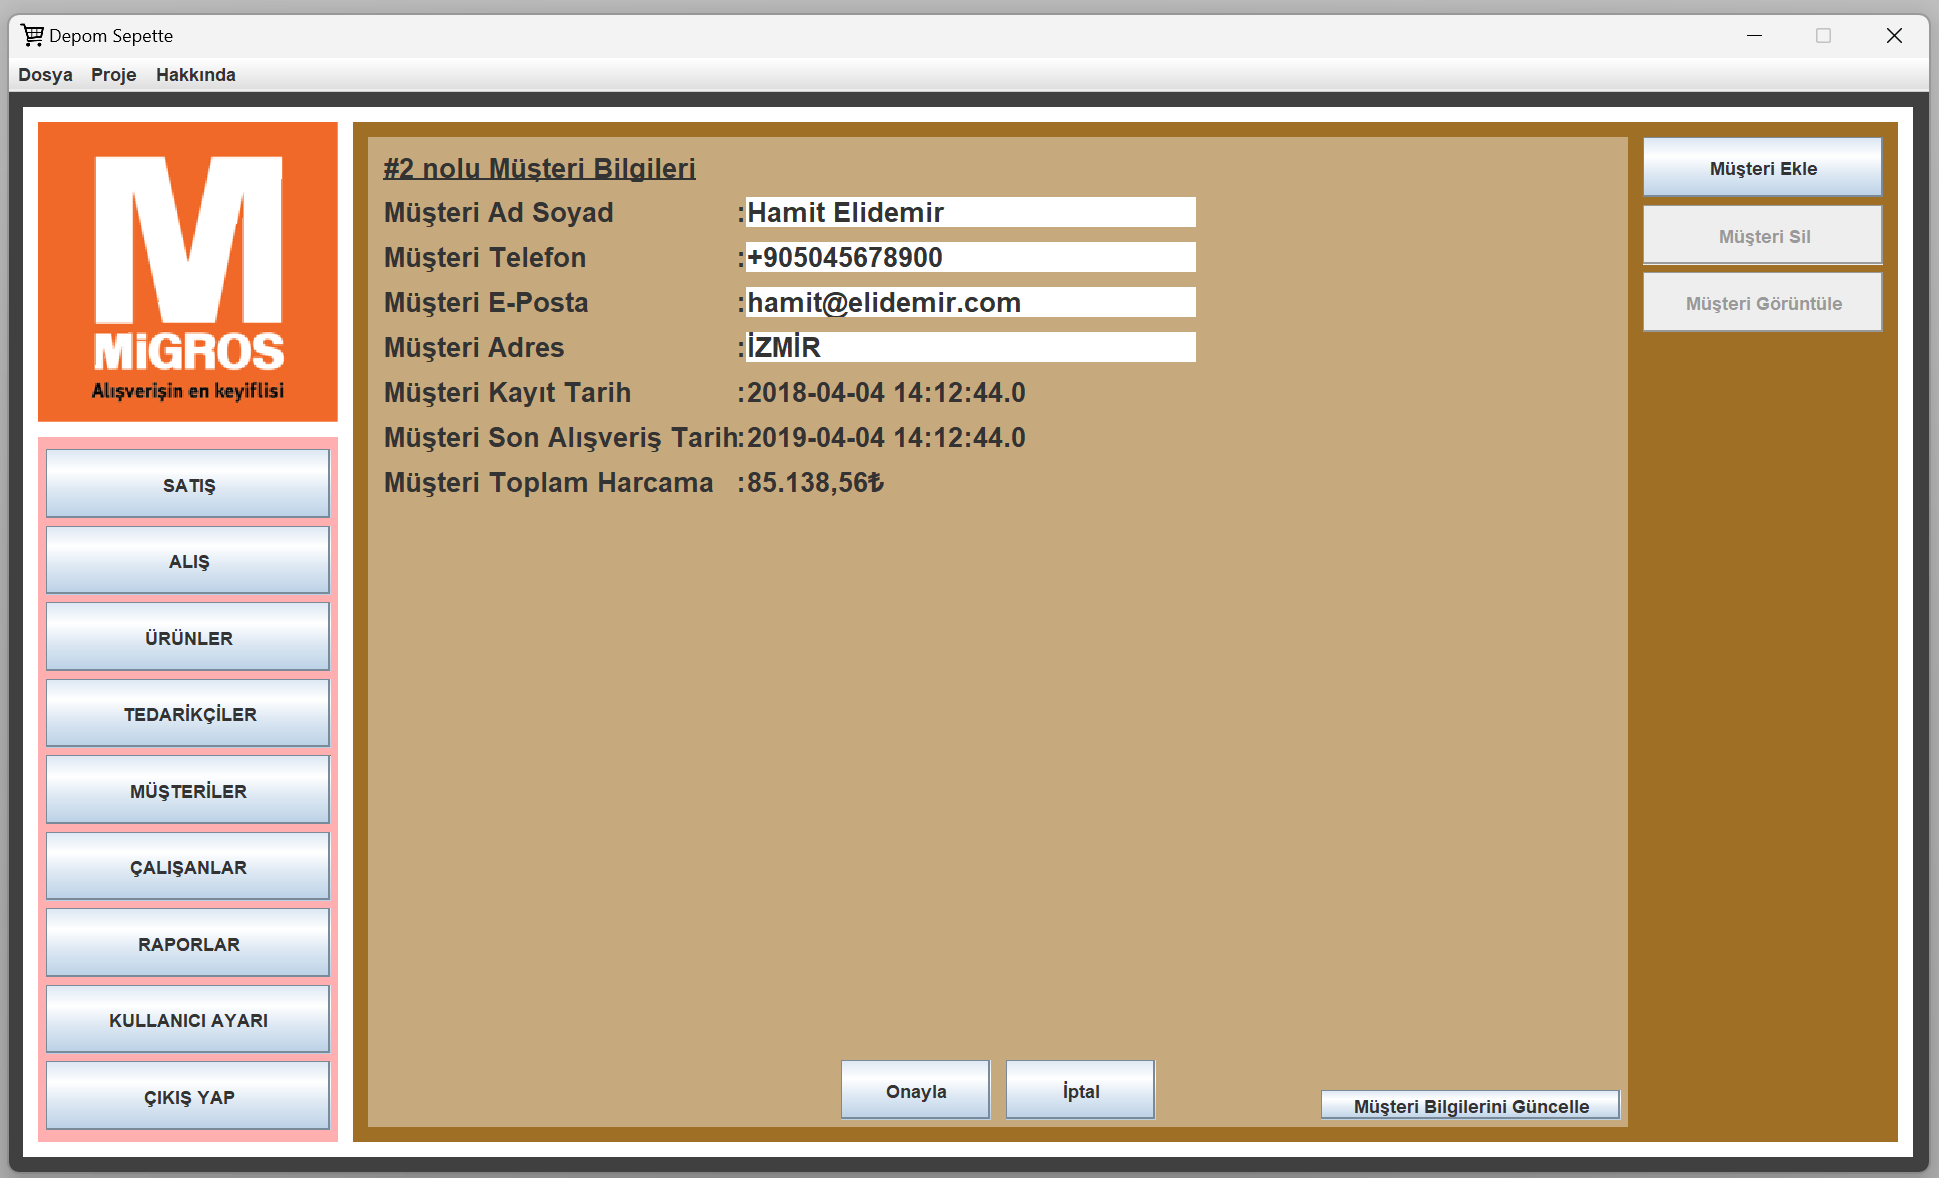 Depom Sepette
Dosya Proje Hakkında
MiGROS
Alışverişin en keyiflisi
SATIŞ
ALIŞ
ÜRÜNLER
TEDARİKÇİLER
MÜŞTERİLER
ÇALIŞANLAR
RAPORLAR
KULLANICI AYARI
ÇIKIŞ YAP
#2 nolu Müşteri Bilgileri
Müşteri Ad Soyad :Hamit Elidemir
Müşteri Telefon :+905045678900
Müşteri E-Posta :hamit@elidemir.com
Müşteri Adres :İZMİR
Müşteri Kayıt Tarih :2018-04-04 14:12:44.0
Müşteri Son Alışveriş Tarih:2019-04-04 14:12:44.0
Müşteri Toplam Harcama :85.138,56₺
Onayla
İptal
Müşteri Bilgilerini Güncelle
Müşteri Ekle
Müşteri Sil
Müşteri Görüntüle